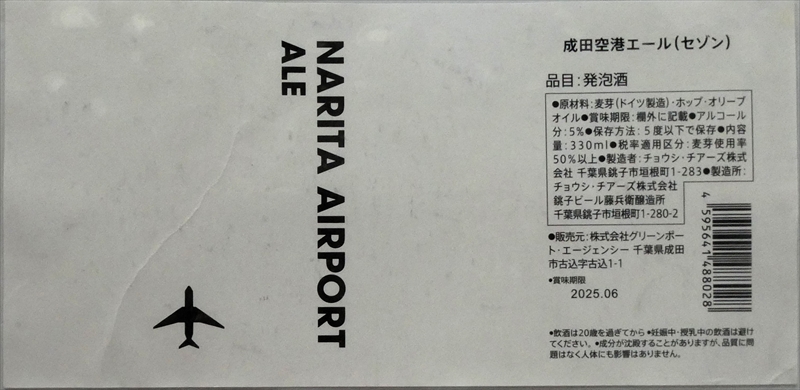 NARITA AIRPORT
ALE
成田空港エール(セゾン)
品目:発泡酒
●原材料:麦芽(ドイツ製造)・ホップ・オリーブ
オイル●賞味期限:欄外に記載●アルコール
分:5%●保存方法:5度以下で保存●内容
量:330ml●税率適用区分:麦芽使用率
50%以上●製造者:チョウシ・チアーズ株式
会社 千葉県銚子市垣根町1-283●製造所:
チョウシ・チアーズ株式会社
銚子ビール藤兵衛醸造所
千葉県銚子市垣根町1-280-2
●販売元:株式会社グリーンポー
ト・エージェンシー 千葉県成田
市古込字古込1-1
●賞味期限
2025.06
4 595641 488028
●飲酒は20歳を過ぎてから ●妊娠中・授乳中の飲酒は避け
てください。●成分が沈殿することがありますが、品質に問
題はなく人体にも影響はありません。